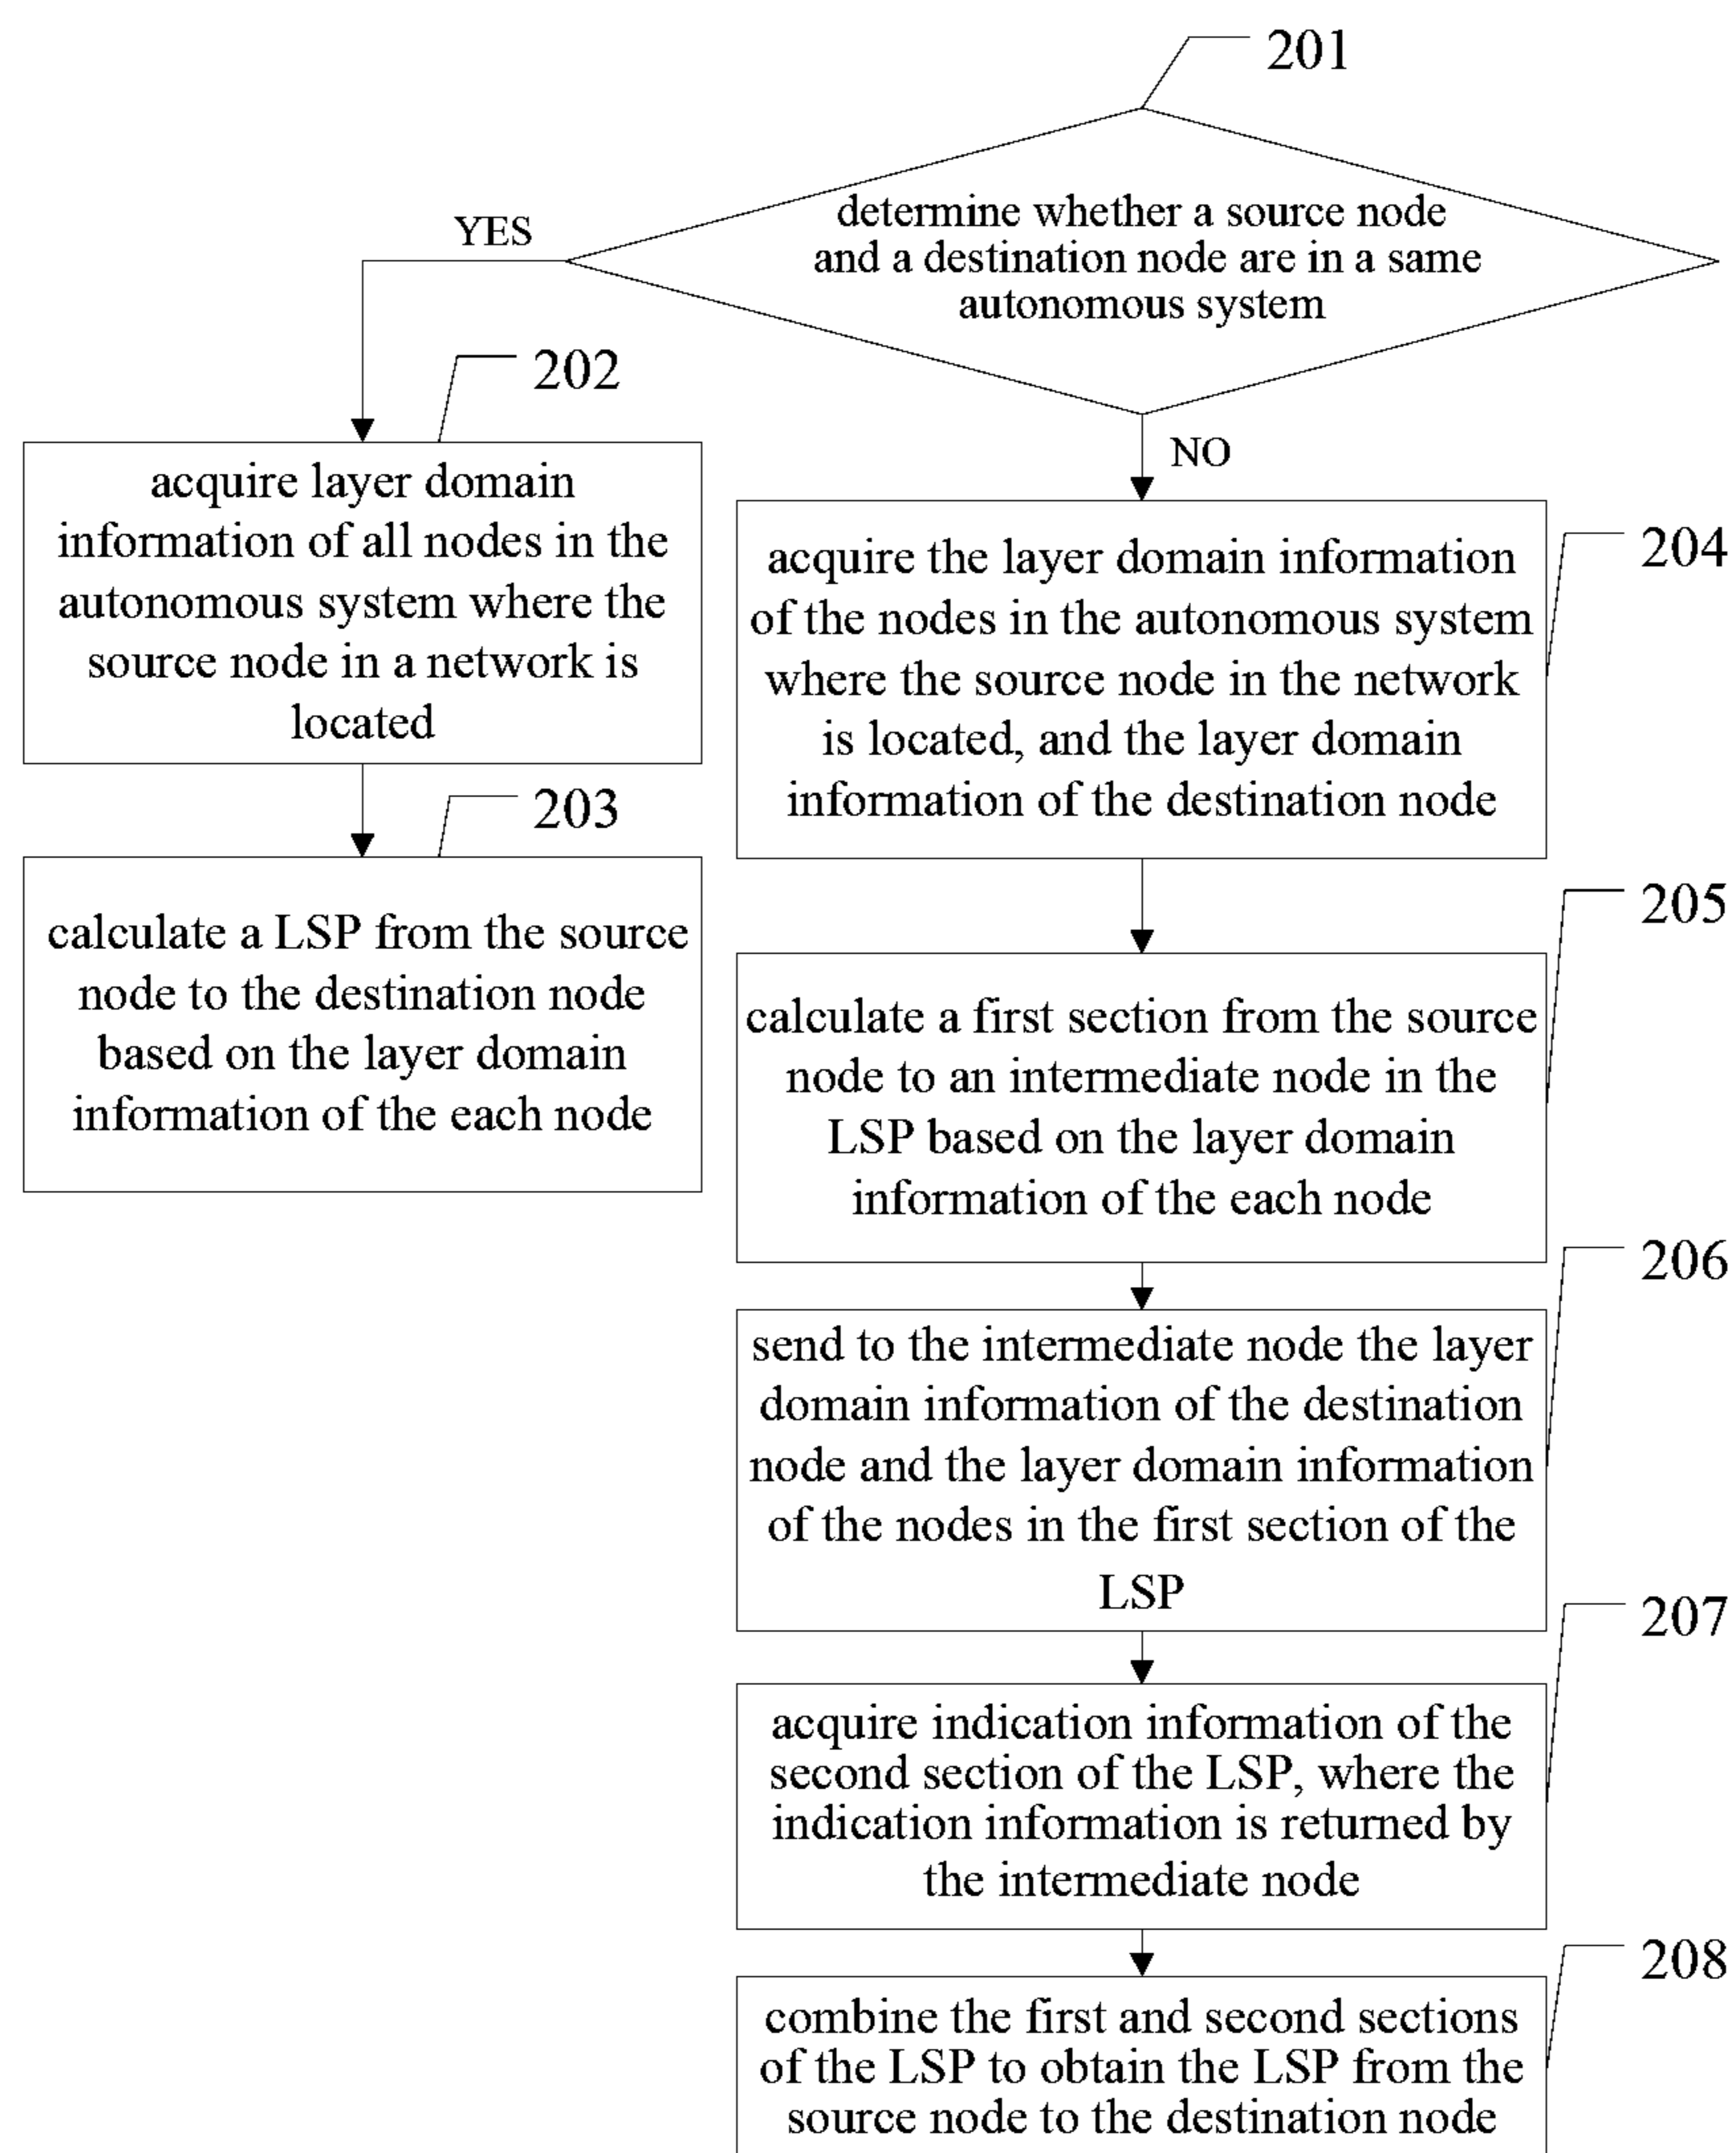 201
determine whether a source node
and a destination node are in a same
autonomous system
YES
NO
202
acquire layer domain
information of all nodes in the
autonomous system where the
source node in a network is
located
203
calculate a LSP from the source
node to the destination node
based on the layer domain
information of the each node
204
acquire the layer domain information
of the nodes in the autonomous system
where the source node in the network
is located, and the layer domain
information of the destination node
205
calculate a first section from the source
node to an intermediate node in the
LSP based on the layer domain
information of the each node
206
send to the intermediate node the layer
domain information of the destination
node and the layer domain information
of the nodes in the first section of the
LSP
207
acquire indication information of the
second section of the LSP, where the
indication information is returned by
the intermediate node
208
combine the first and second sections
of the LSP to obtain the LSP from the
source node to the destination node